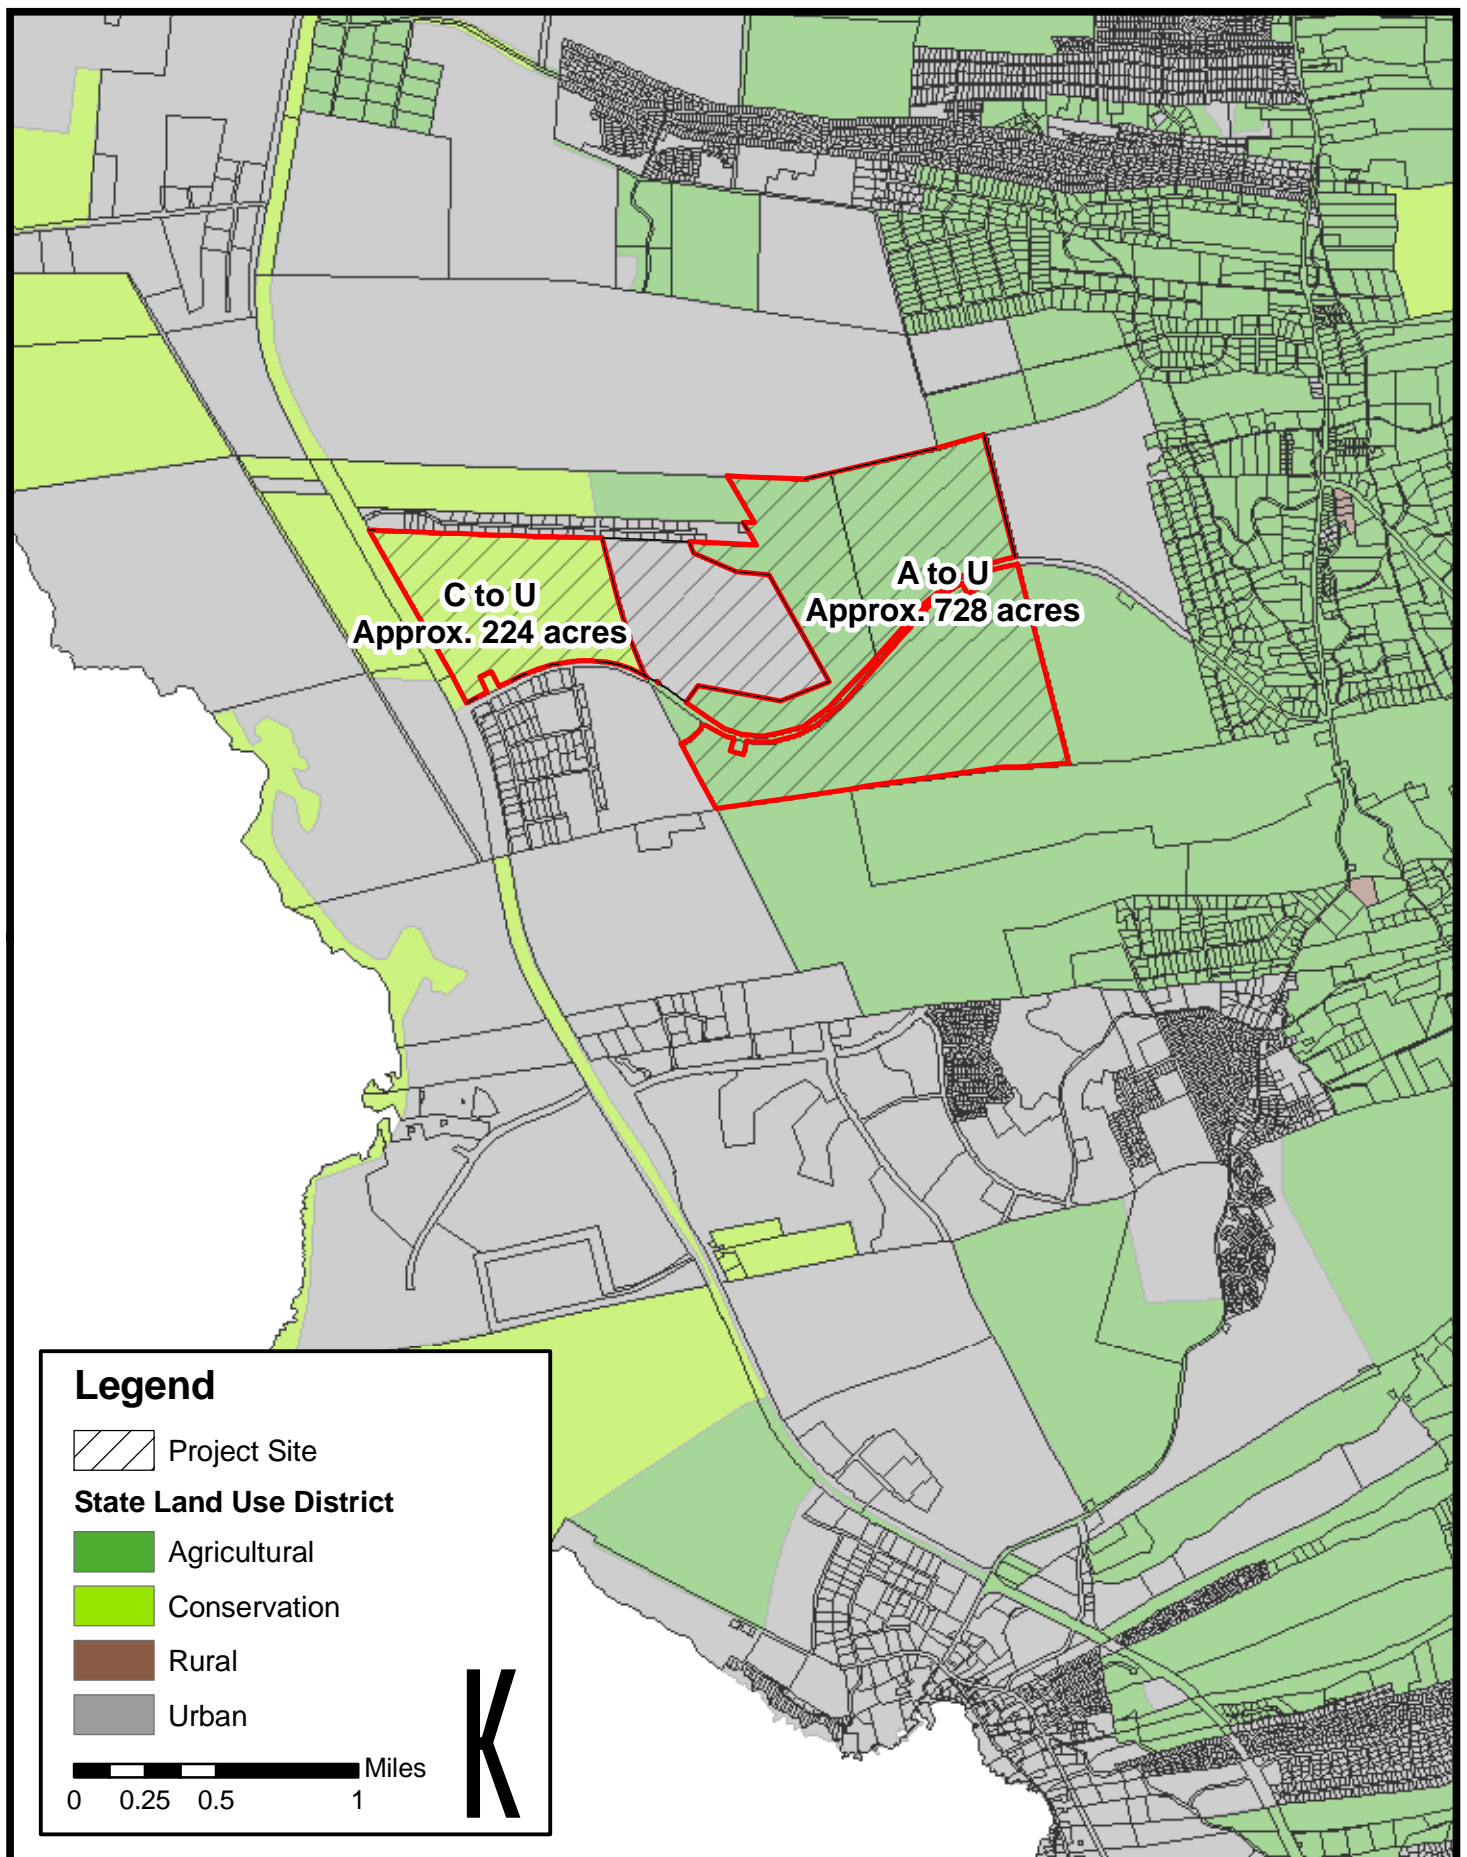 C to U
Approx. 224 acres
A to U
Approx. 728 acres
Legend
Project Site
State Land Use District
Agricultural
Conservation
Rural
Urban
Miles
0 0.25 0.5 1